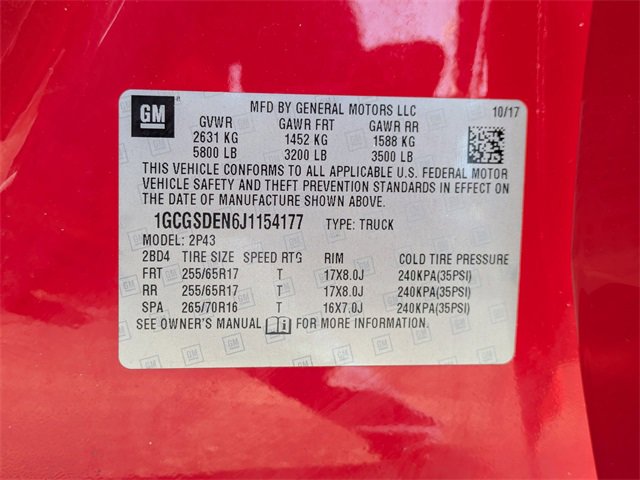 GM
MFD BY GENERAL MOTORS LLC 10/17
GVWR GAWR FRT GAWR RR
2631 KG 1452 KG 1588 KG
5800 LB 3200 LB 3500 LB
THIS VEHICLE CONFORMS TO ALL APPLICABLE U.S. FEDERAL MOTOR
VEHICLE SAFETY AND THEFT PREVENTION STANDARDS IN EFFECT ON
THE DATE OF MANUFACTURE SHOWN ABOVE.
1GCGSDEN6J1154177 TYPE: TRUCK
MODEL: 2P43
2BD4 TIRE SIZE SPEED RTG RIM COLD TIRE PRESSURE
FRT 255/65R17 T 17X8.0J 240KPA(35PSI)
RR 255/65R17 T 17X8.0J 240KPA(35PSI)
SPA 265/70R16 T 16X7.0J 240KPA(35PSI)
SEE OWNER'S MANUAL FOR MORE INFORMATION.